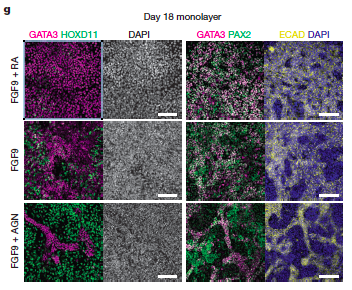 g
Day 18 monolayer
GATA3 HOXD11 DAPI GATA3 PAX2 ECAD DAPI
FGF9 + RA
FGF9
FGF9 + AGN